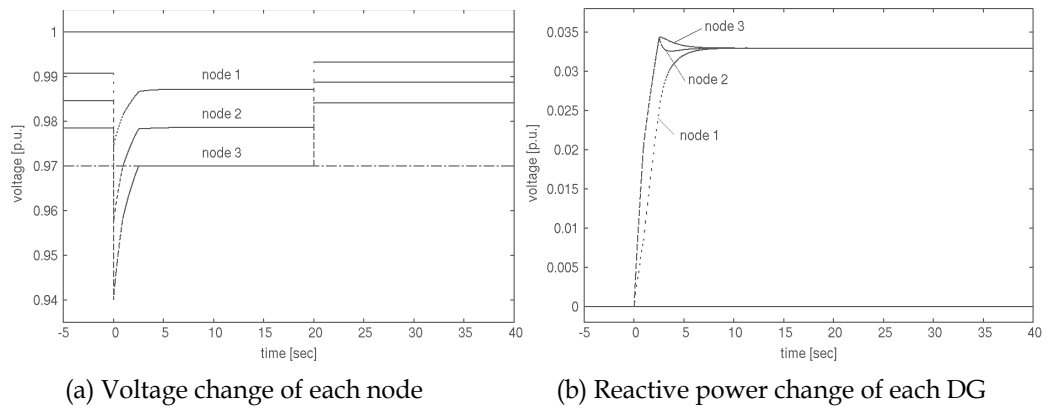 1
0.99
0.98
0.97
0.96
0.95
0.94
voltage [p.u.]
node 1
node 2
node 3
-5 0 5 10 15 20 25 30 35 40
time [sec]
(a) Voltage change of each node
0.035
0.03
0.025
0.02
0.015
0.01
0.005
0
voltage [p.u.]
node 3
node 2
node 1
-5 0 5 10 15 20 25 30 35 40
time [sec]
(b) Reactive power change of each DG